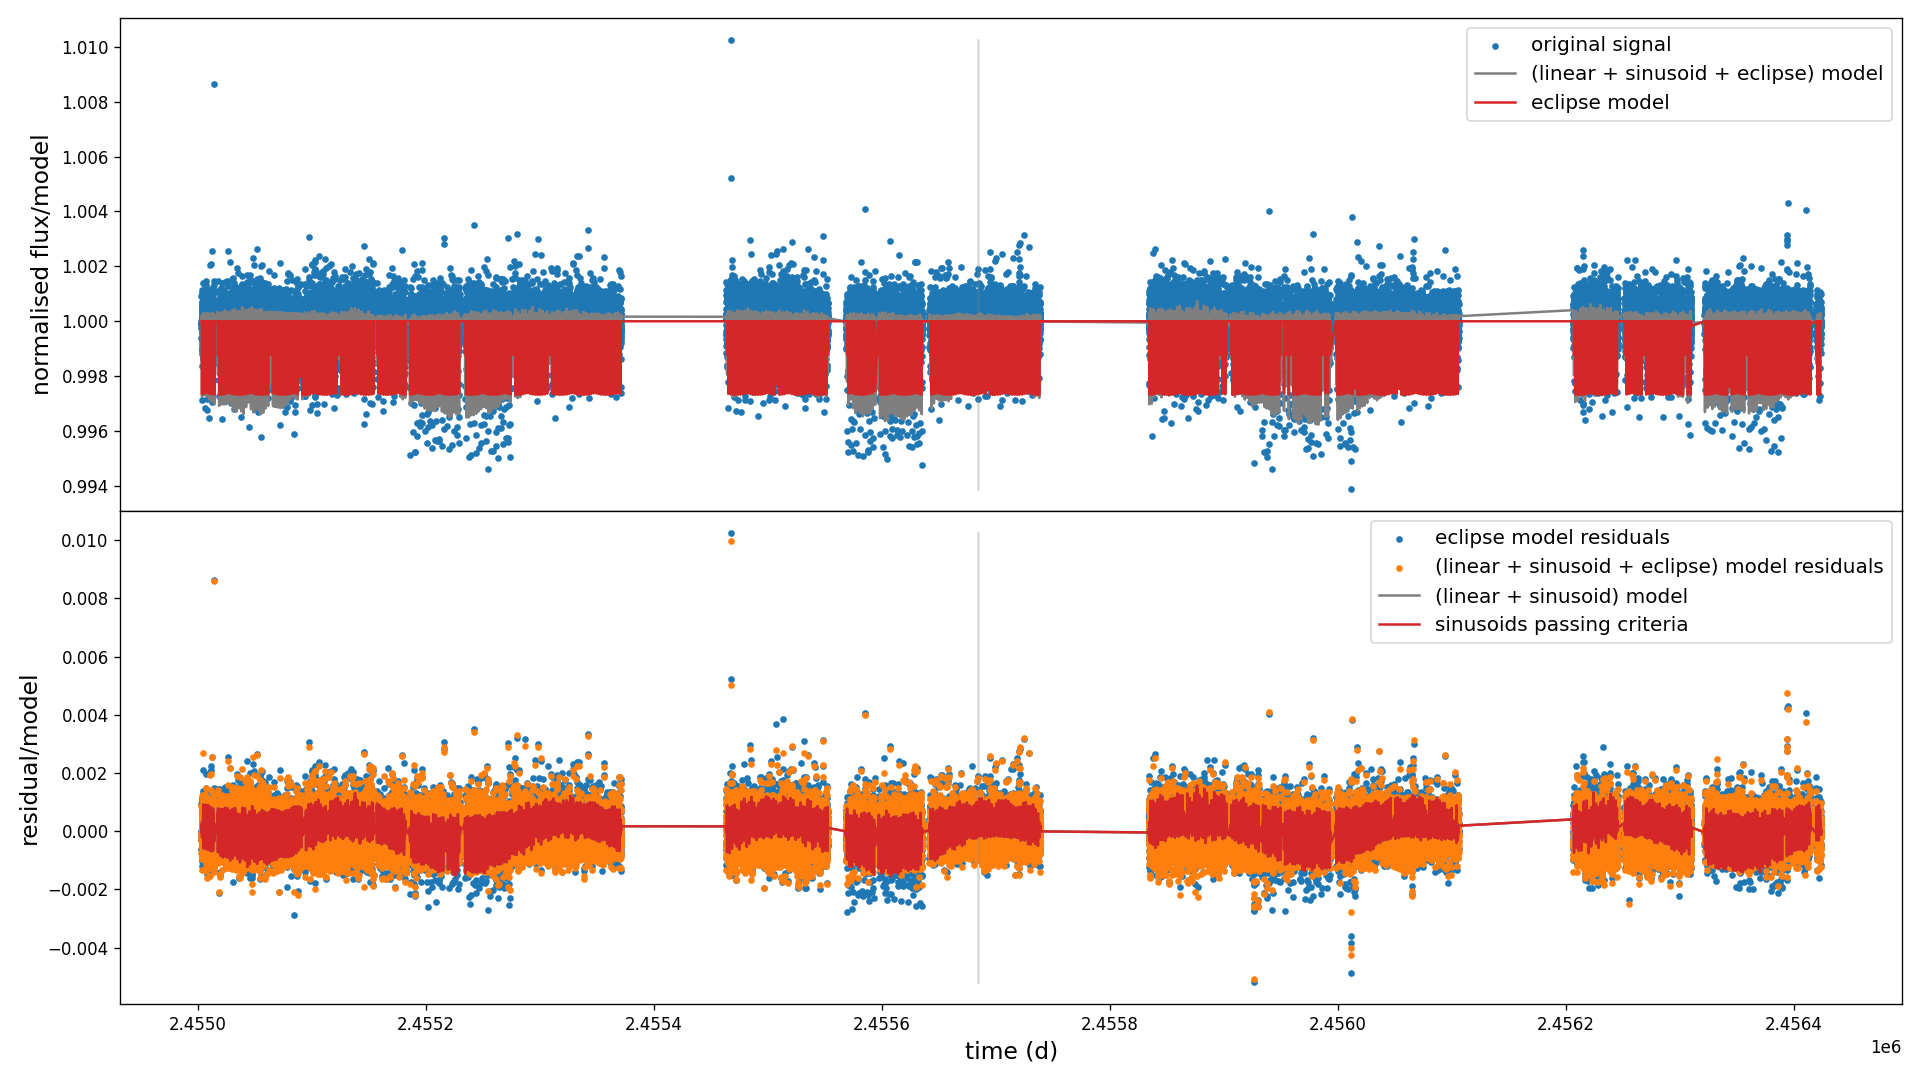 1.010
1.008
1.006
1.004
1.002
1.000
0.998
0.996
0.994
normalised flux/model
original signal
(linear + sinusoid + eclipse) model
eclipse model
0.010
0.008
0.006
0.004
0.002
0.000
−0.002
−0.004
residual/model
eclipse model residuals
(linear + sinusoid + eclipse) model residuals
(linear + sinusoid) model
sinusoids passing criteria
2.4550 2.4552 2.4554 2.4556 2.4558 2.4560 2.4562 2.4564
1e6
time (d)